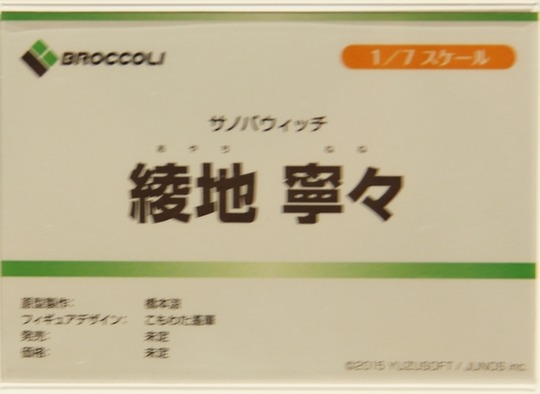 BROCCOLI
1/7 スケール
サノバウィッチ
あやち ねね
綾地 寧々
原型製作: 橋本浩
フィギュアデザイン: こもわた遙華
発売: 未定
価格: 未定
©2015 YUZUSOFT / JUNOS inc.